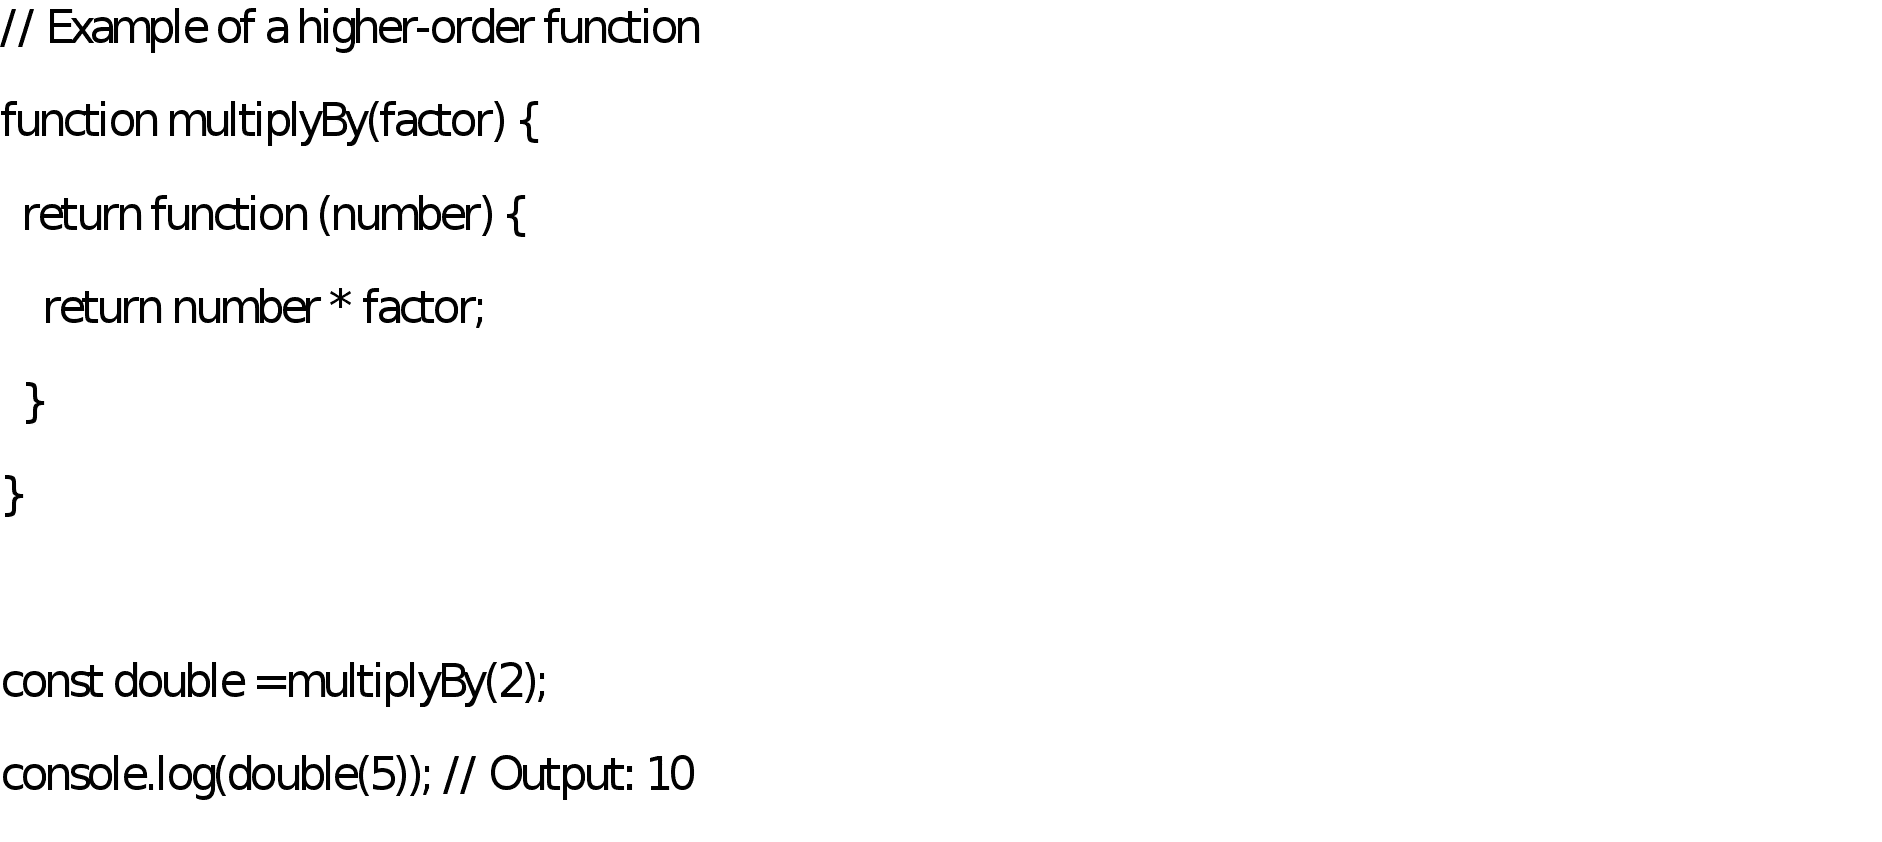 // Example of a higher-order function
function multiplyBy(factor) {
  return function (number) {
    return number * factor;
  }
}

const double = multiplyBy(2);
console.log(double(5)); // Output: 10